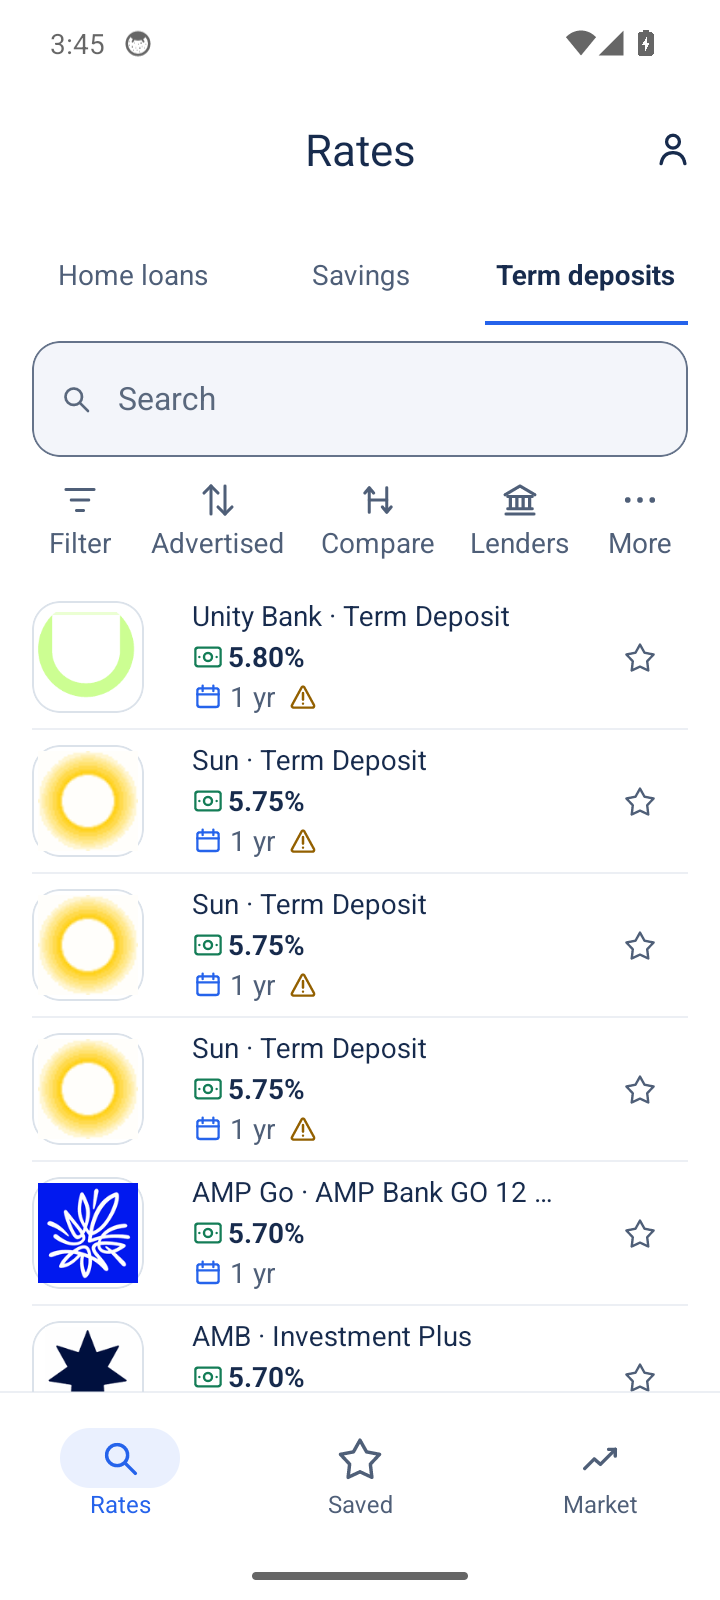 3:45
Rates
Home loans
Savings
Term deposits
Search
Filter
Advertised
Compare
Lenders
More
Unity Bank · Term Deposit
5.80%
1 yr
Sun · Term Deposit
5.75%
1 yr
Sun · Term Deposit
5.75%
1 yr
Sun · Term Deposit
5.75%
1 yr
AMP Go · AMP Bank GO 12 ...
5.70%
1 yr
AMB · Investment Plus
5.70%
Rates
Saved
Market